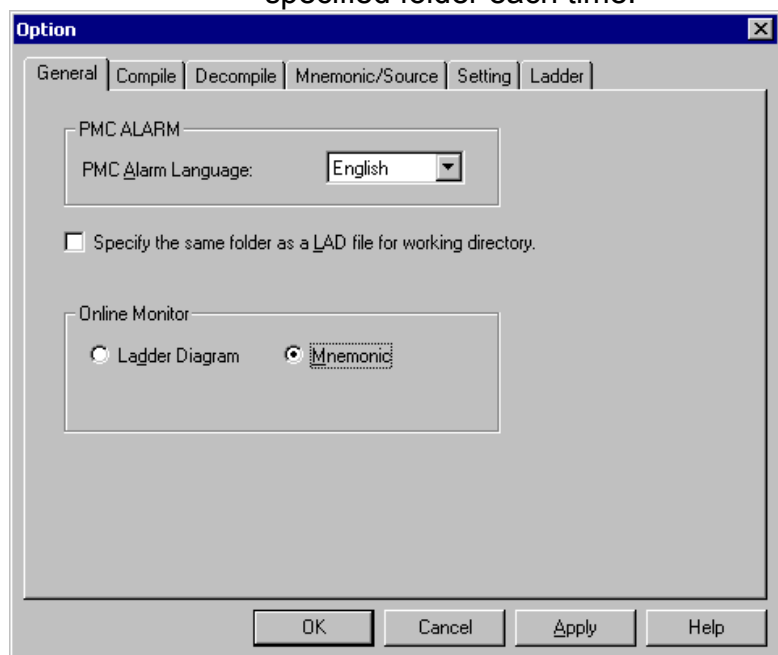 specified folder each time.
Option
General Compile Decompile Mnemonic/Source Setting Ladder
PMC ALARM
PMC Alarm Language: English
Specify the same folder as a LAD file for working directory.
Online Monitor
Ladder Diagram Mnemonic
OK Cancel Apply Help